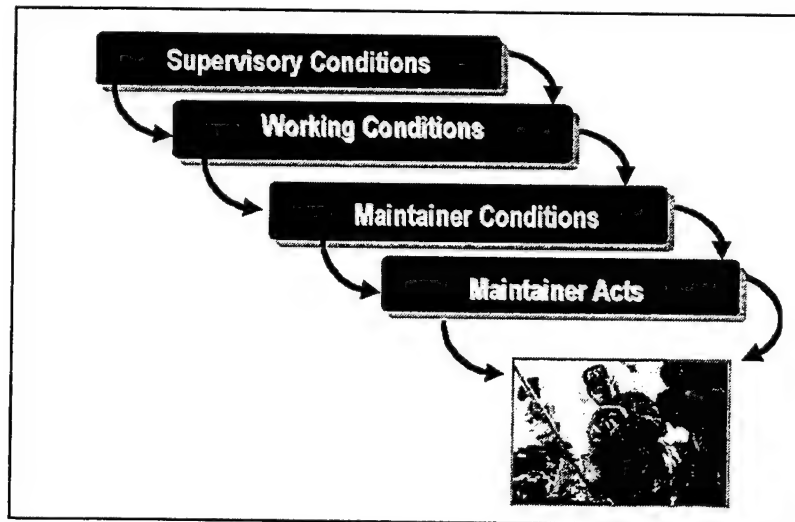 Supervisory Conditions
Working Conditions
Maintainer Conditions
Maintainer Acts